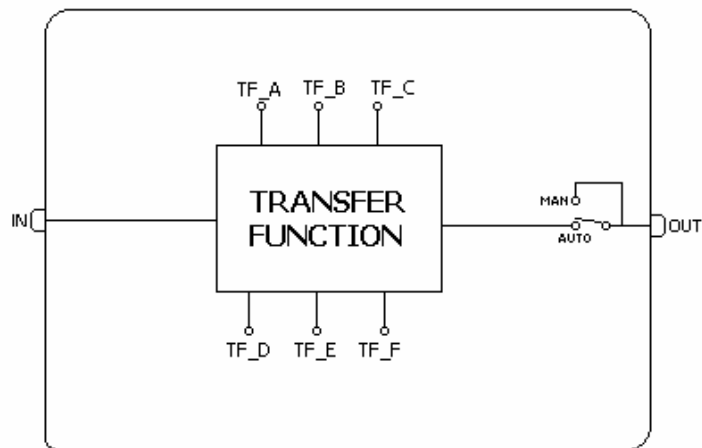 TF_A TF_B TF_C
TRANSFER
FUNCTION
MAN
IN
OUT
AUTO
TF_D TF_E TF_F